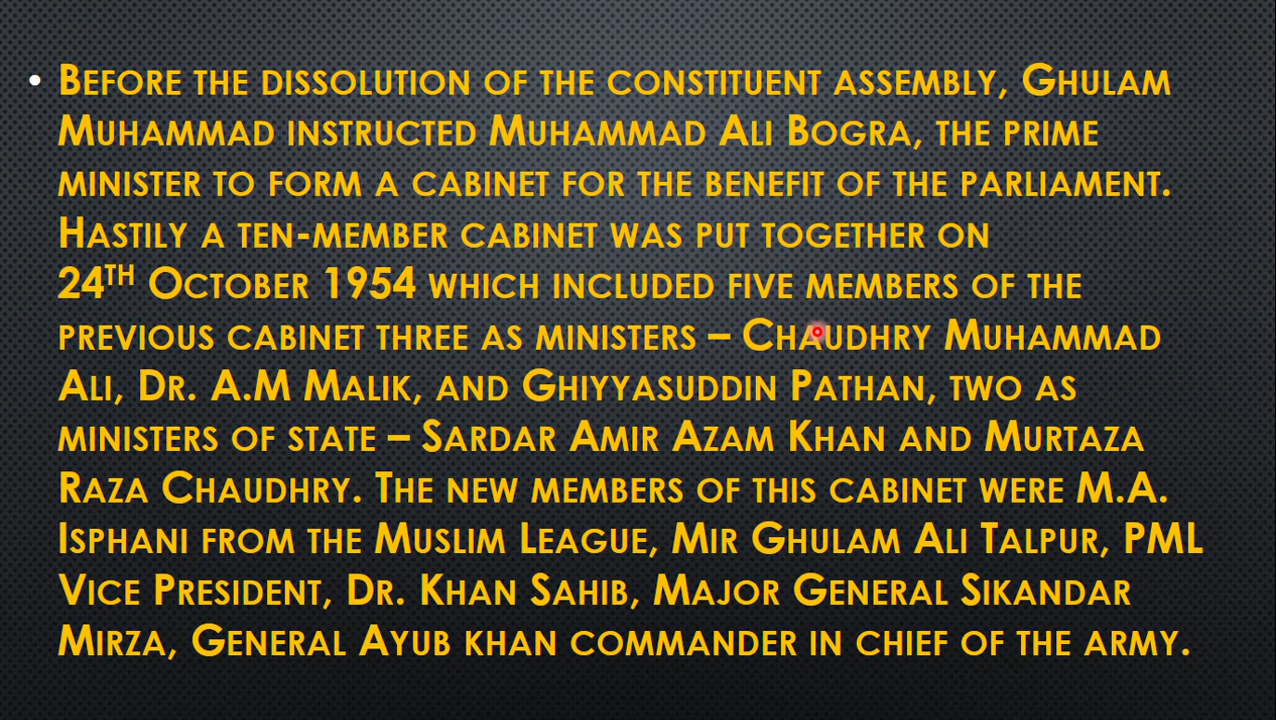 • Before the dissolution of the constituent assembly, Ghulam
Muhammad instructed Muhammad Ali Bogra, the prime
minister to form a cabinet for the benefit of the parliament.
Hastily a ten-member cabinet was put together on
24th October 1954 which included five members of the
previous cabinet three as ministers – Chaudhry Muhammad
Ali, Dr. A.M Malik, and Ghiyyasuddin Pathan, two as
ministers of state – Sardar Amir Azam Khan and Murtaza
Raza Chaudhry. The new members of this cabinet were M.A.
Isphani from the Muslim League, Mir Ghulam Ali Talpur, PML
Vice President, Dr. Khan Sahib, Major General Sikandar
Mirza, General Ayub khan commander in chief of the army.